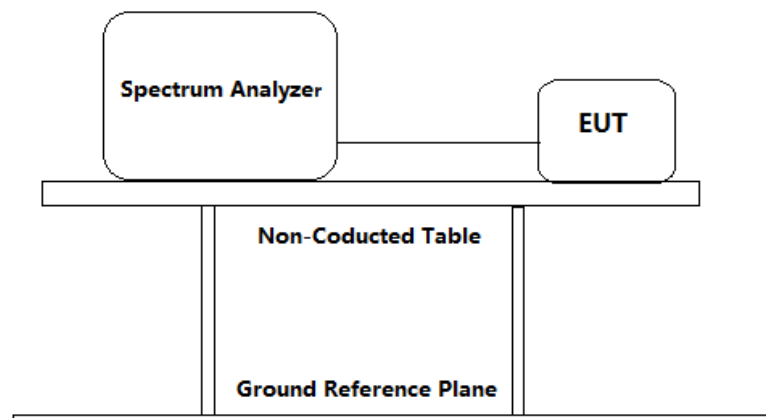 Spectrum Analyzer
EUT
Non-Coducted Table
Ground Reference Plane